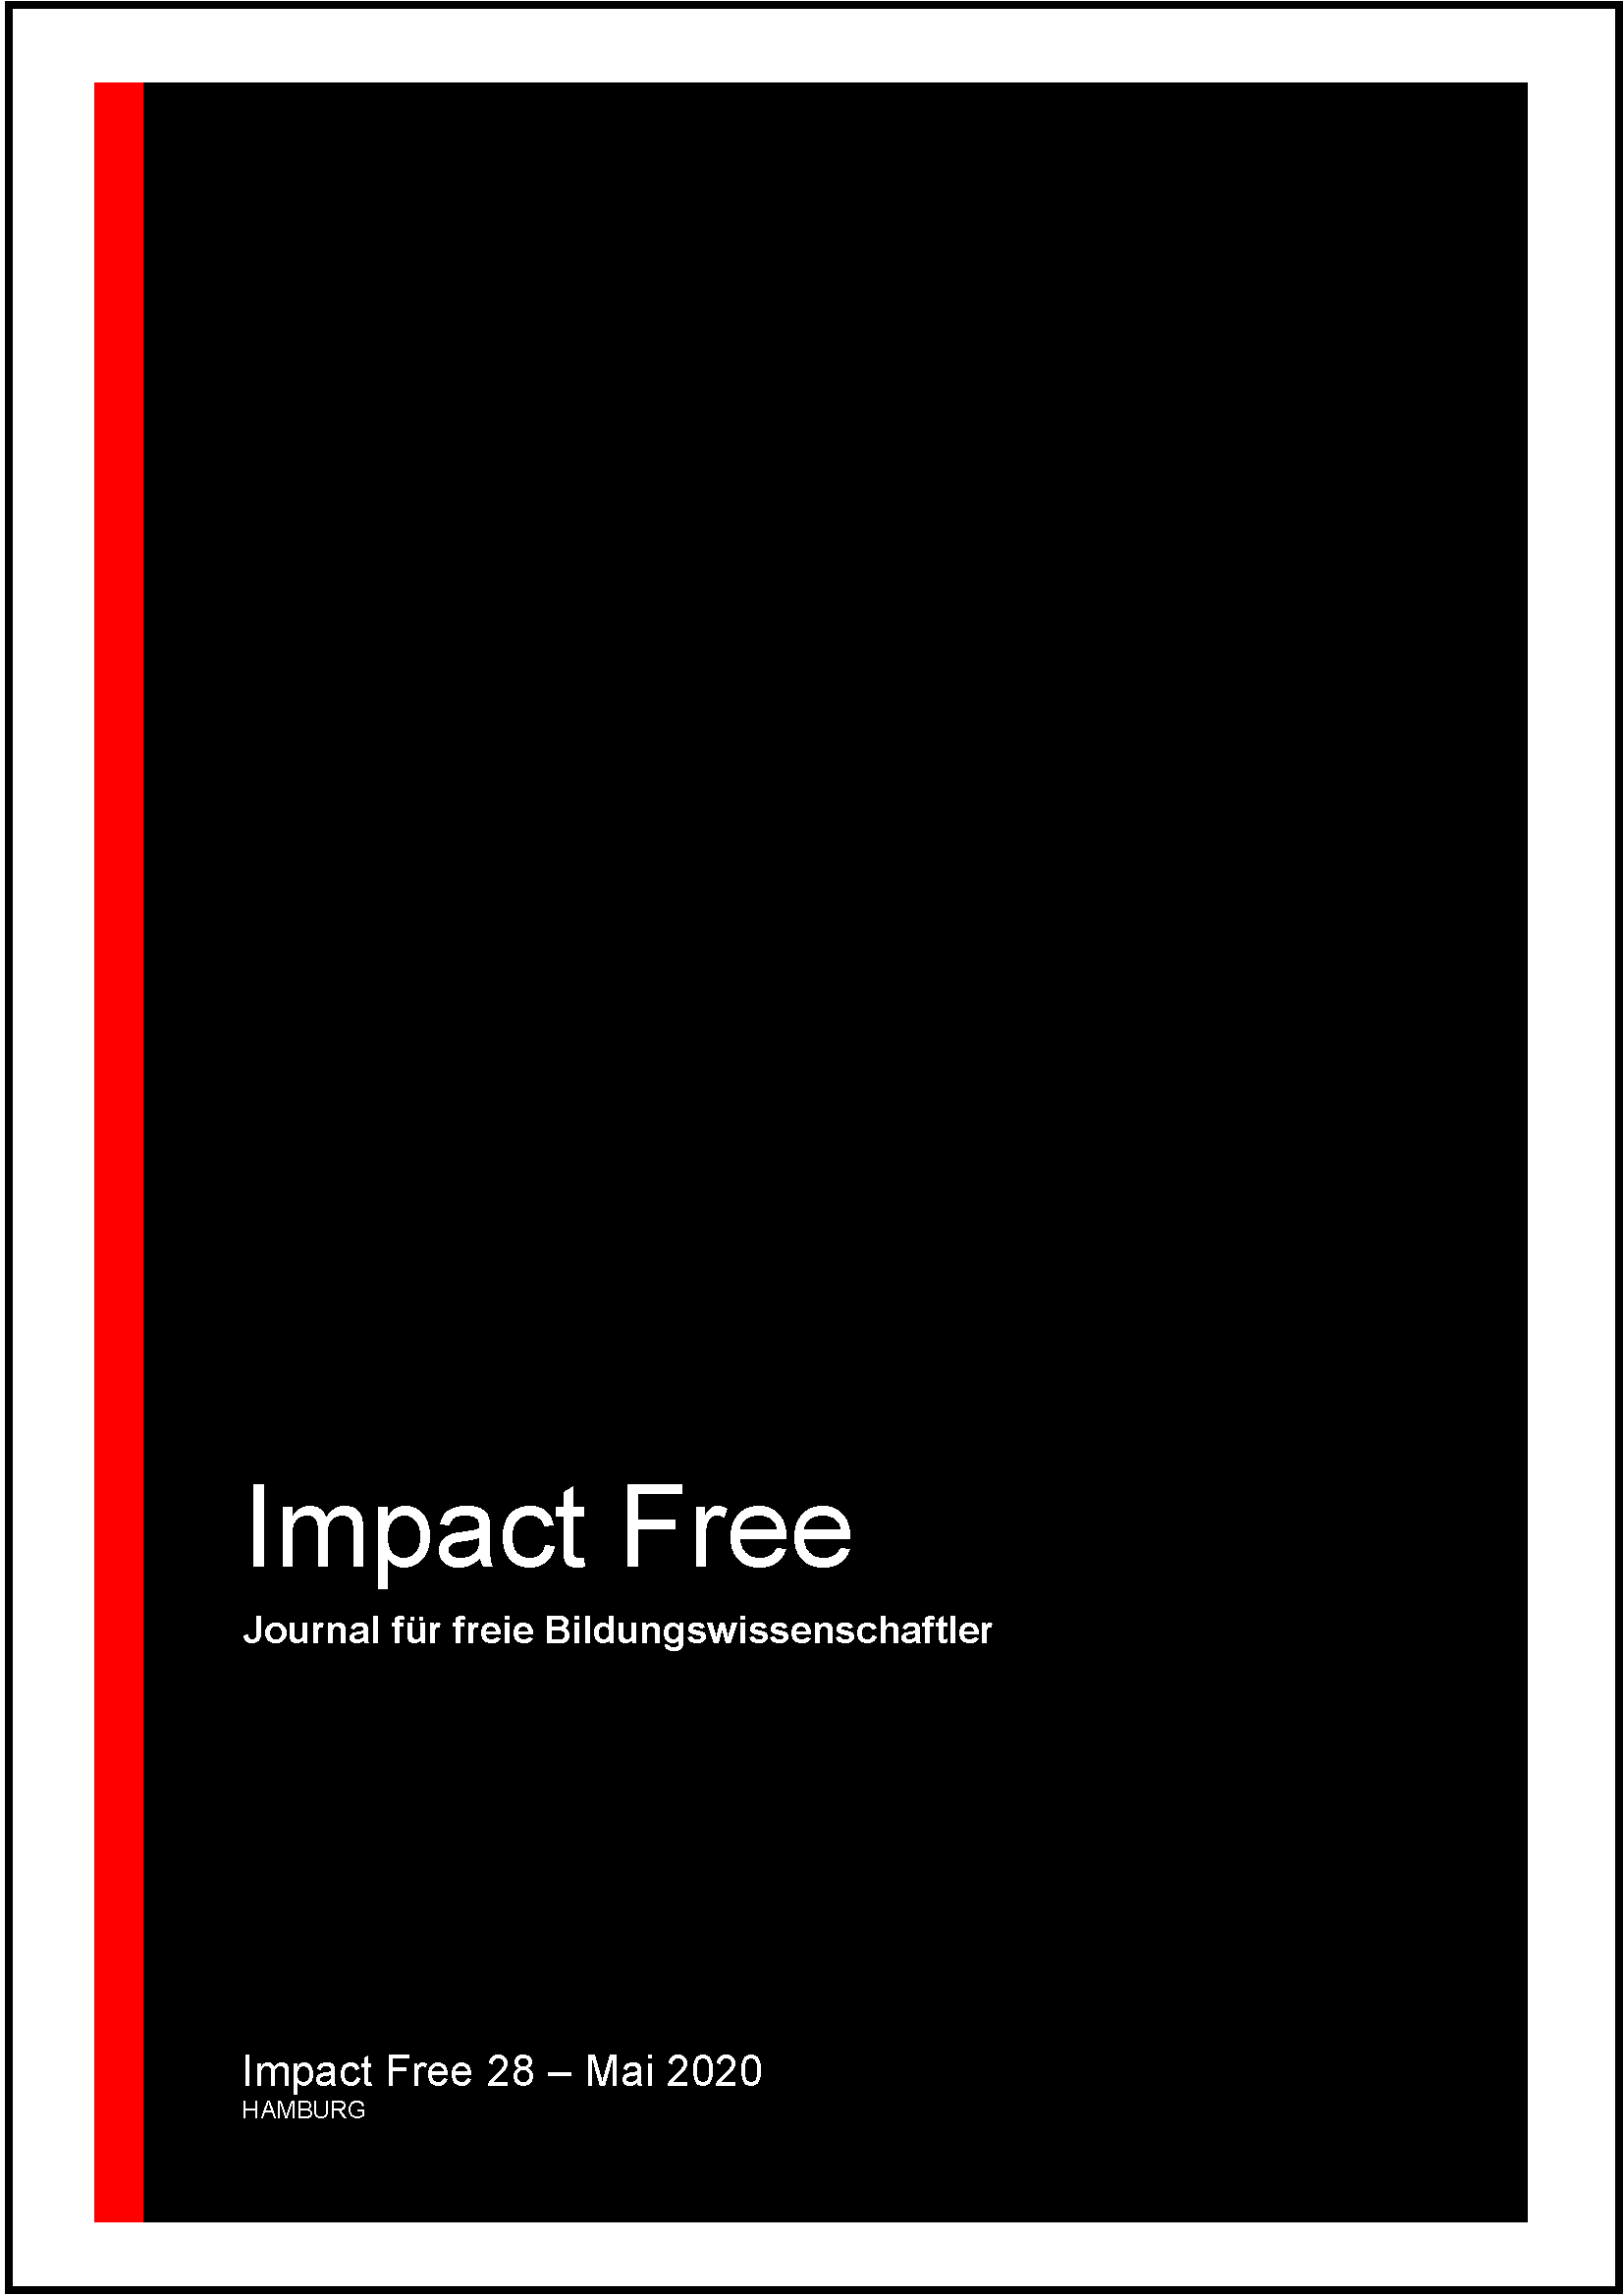 Impact Free
Journal für freie Bildungswissenschaftler
Impact Free 28 – Mai 2020
HAMBURG